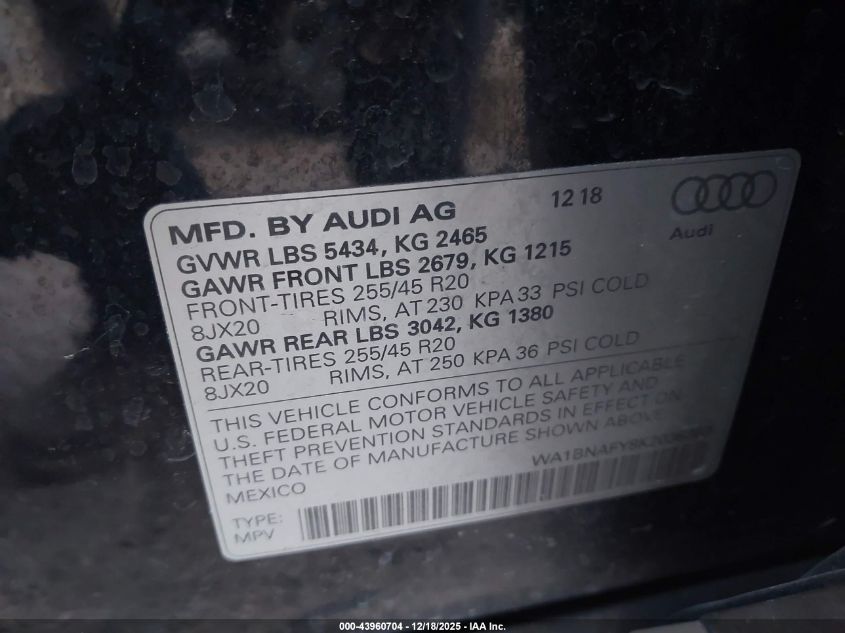 MFD. BY AUDI AG 12 18
Audi
GVWR LBS 5434, KG 2465
GAWR FRONT LBS 2679, KG 1215
FRONT-TIRES 255/45 R20
8JX20 RIMS, AT 230 KPA 33 PSI COLD
GAWR REAR LBS 3042, KG 1380
REAR-TIRES 255/45 R20
8JX20 RIMS, AT 250 KPA 36 PSI COLD
THIS VEHICLE CONFORMS TO ALL APPLICABLE
U.S. FEDERAL MOTOR VEHICLE SAFETY AND
THEFT PREVENTION STANDARDS IN EFFECT ON
THE DATE OF MANUFACTURE SHOWN ABOVE.
MEXICO
TYPE:
MPV
000-43960704 - 12/18/2025 - IAA Inc.